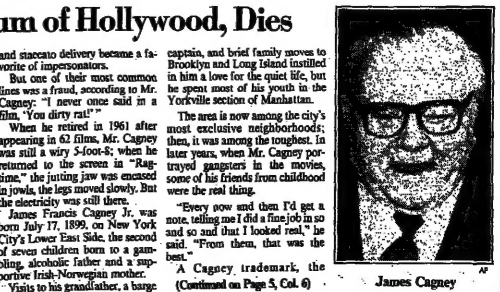 um of Hollywood, Dies
and staccato delivery became a fa-
vorite of impersonators.
But one of their most common
lines was a fraud, according to Mr.
Cagney: "I never once said in a
film, 'You dirty rat!'"
When he retired in 1961 after
appearing in 62 films, Mr. Cagney
was still a wiry 5-foot-8; when he
returned to the screen in "Rag-
time," the jutting jaw was encased
in jowls, the legs moved slowly. But
the electricity was still there.
James Francis Cagney Jr. was
born July 17, 1899, on New York
City's Lower East Side, the second
of seven children born to a gam-
bling, alcoholic father and a sup-
portive Irish-Norwegian mother.
Visits to his grandfather, a barge
captain, and brief family moves to
Brooklyn and Long Island instilled
in him a love for the quiet life, but
he spent most of his youth in the
Yorkville section of Manhattan.
The area is now among the city's
most exclusive neighborhoods;
then, it was among the toughest. In
later years, when Mr. Cagney por-
trayed gangsters in the movies,
some of his friends from childhood
were the real thing.
"Every now and then I'd get a
note, telling me I did a fine job in so
and so and that I looked real," he
said. "From them, that was the
best."
A Cagney trademark, the
(Continued on Page 5, Col. 6)
AP
James Cagney